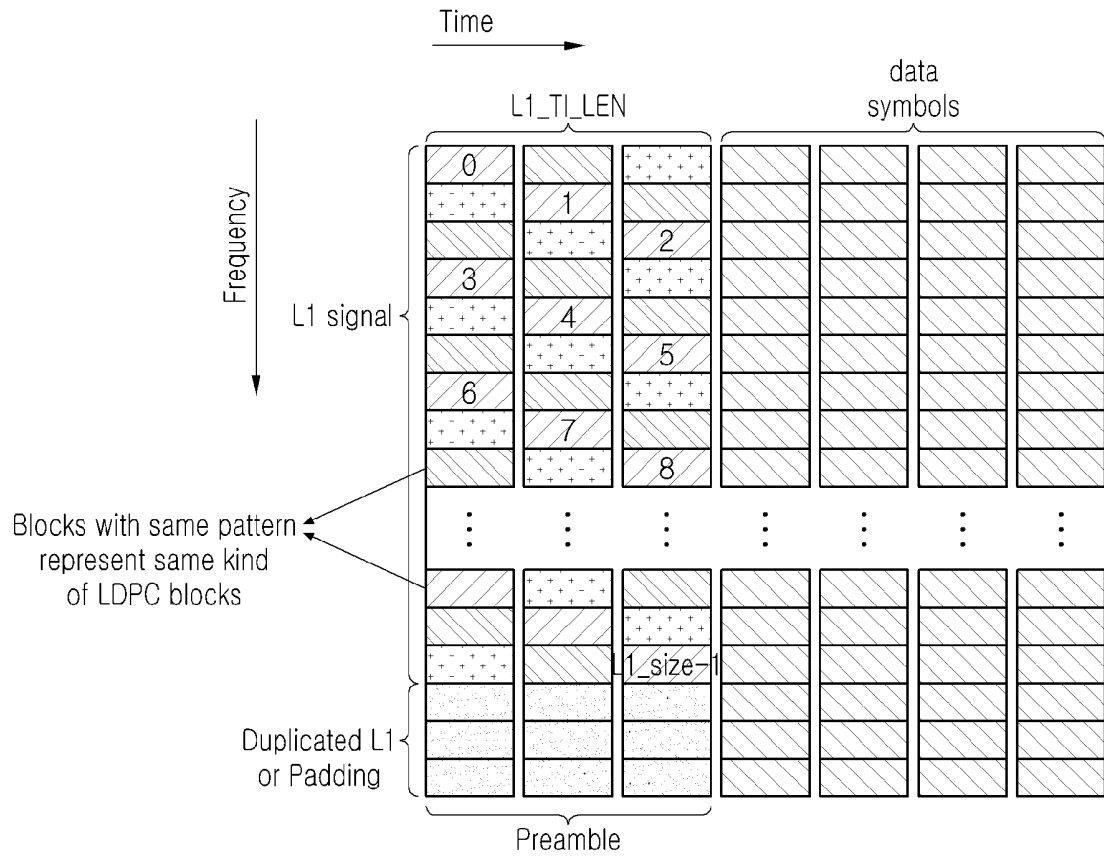 Time
data
symbols
L1_TI_LEN
Frequency
0
1
2
3
4
L1 signal
5
6
7
8
Blocks with same pattern
represent same kind
of LDPC blocks
L1_size-1
Duplicated L1
or Padding
Preamble